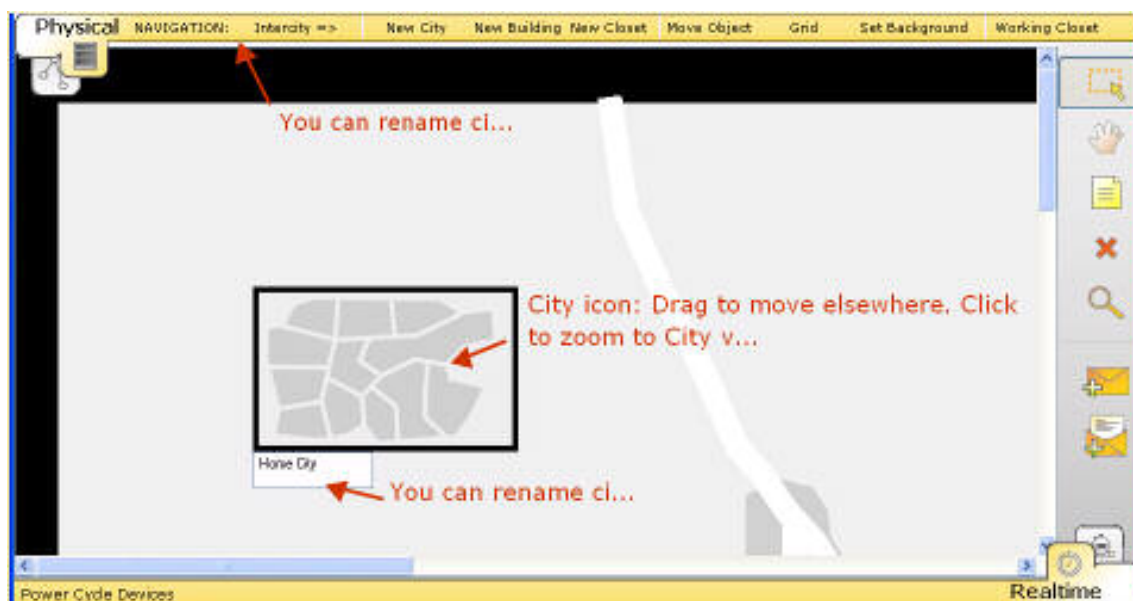 Physical NAVIGATION: Intercity => New City New Building New Closet Move Object Grid Set Background Working Closet
You can rename ci...
City icon: Drag to move elsewhere. Click
to zoom to City v...
Home City
You can rename ci...
Power Cycle Devices Realtime